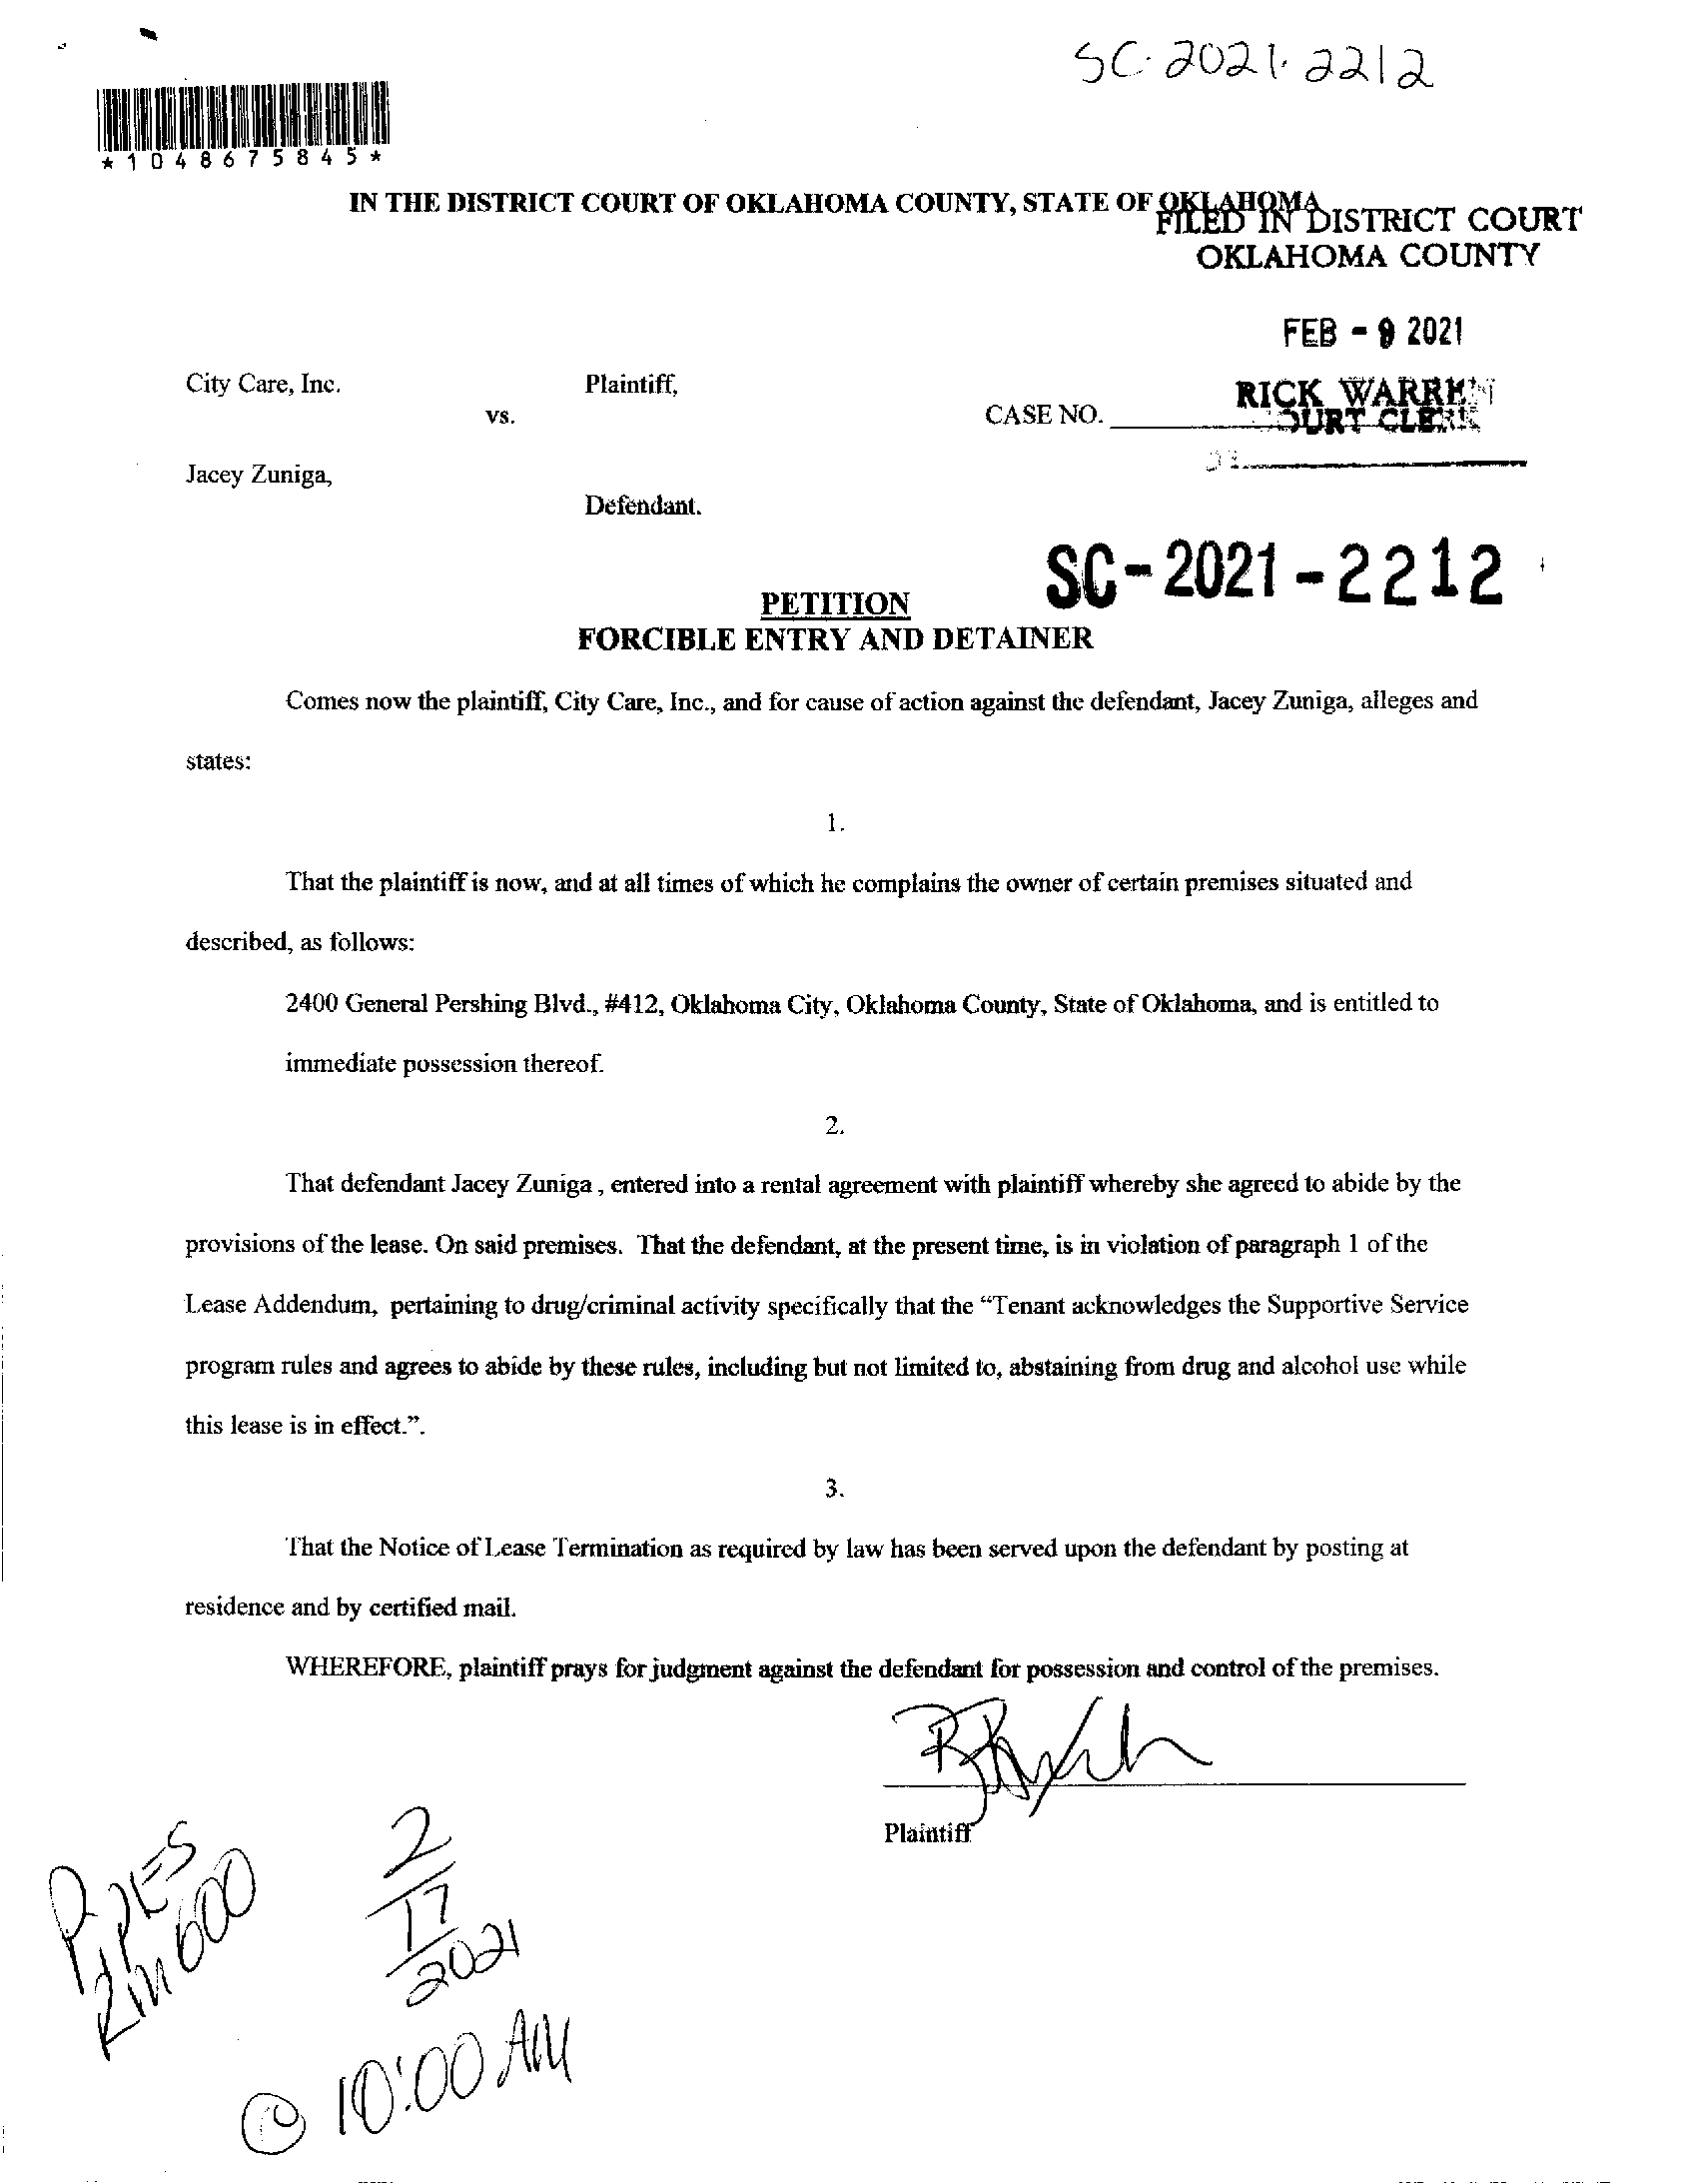 SC-2021-2212
*1048675845*
IN THE DISTRICT COURT OF OKLAHOMA COUNTY, STATE OF OKLAHOMA
FILED IN DISTRICT COURT
OKLAHOMA COUNTY
FEB - 9 2021
RICK WARREN
COURT CLERK
City Care, Inc. Plaintiff,
vs. CASE NO.
Jacey Zuniga,
Defendant.
SC-2021-2212
PETITION
FORCIBLE ENTRY AND DETAINER
Comes now the plaintiff, City Care, Inc., and for cause of action against the defendant, Jacey Zuniga, alleges and
states:
1.
That the plaintiff is now, and at all times of which he complains the owner of certain premises situated and
described, as follows:
2400 General Pershing Blvd., #412, Oklahoma City, Oklahoma County, State of Oklahoma, and is entitled to
immediate possession thereof.
2.
That defendant Jacey Zuniga , entered into a rental agreement with plaintiff whereby she agreed to abide by the
provisions of the lease. On said premises. That the defendant, at the present time, is in violation of paragraph 1 of the
Lease Addendum, pertaining to drug/criminal activity specifically that the “Tenant acknowledges the Supportive Service
program rules and agrees to abide by these rules, including but not limited to, abstaining from drug and alcohol use while
this lease is in effect.”.
3.
That the Notice of Lease Termination as required by law has been served upon the defendant by posting at
residence and by certified mail.
WHEREFORE, plaintiff prays for judgment against the defendant for possession and control of the premises.
Plaintiff
Rm 600
2/17/2021
@ 10:00 AM